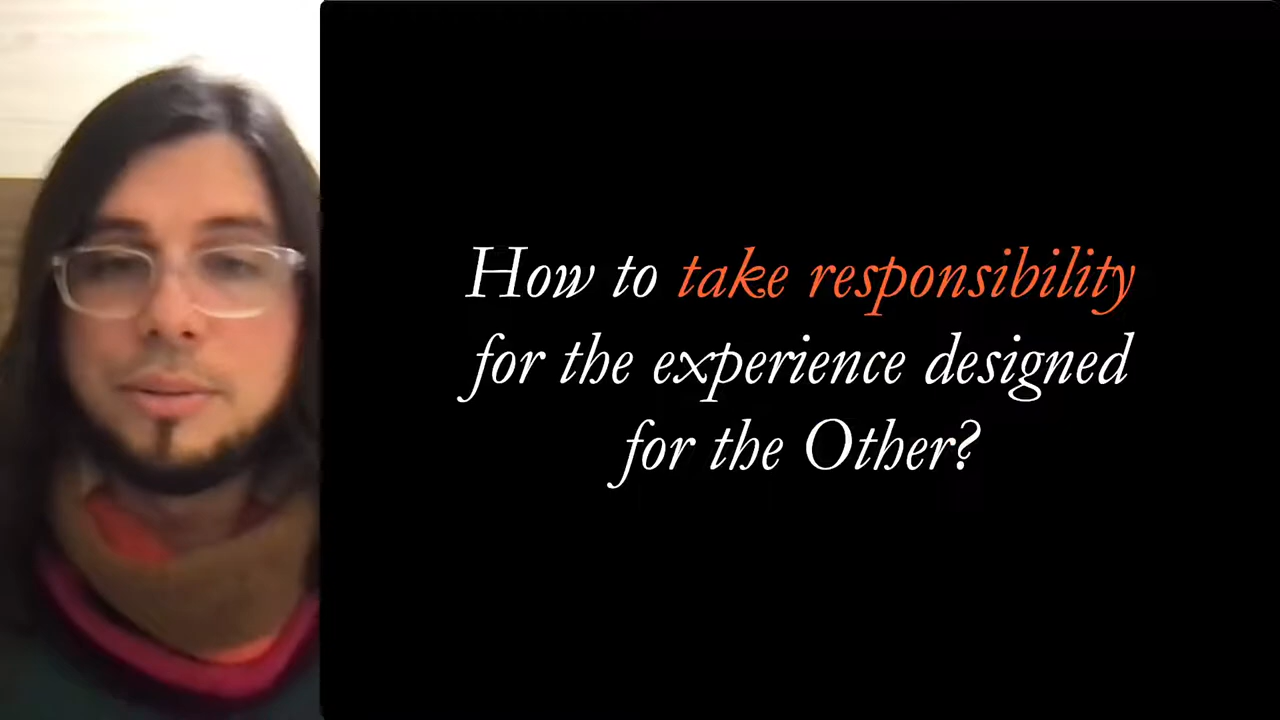 How to take responsibility
for the experience designed
for the Other?